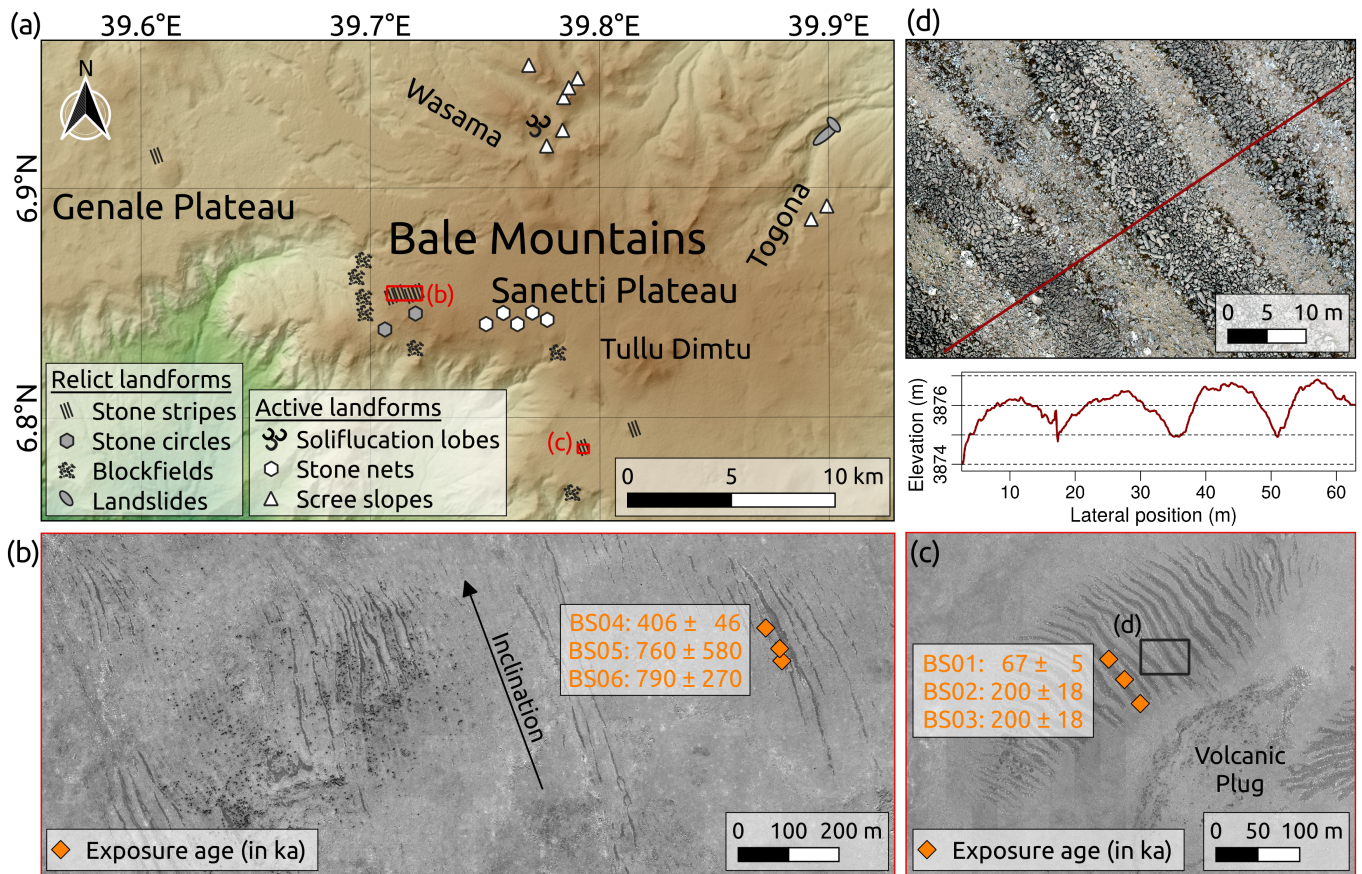 (a)
39.6°E 39.7°E 39.8°E 39.9°E
6.9°N
6.8°N
N
Wasama
Genale Plateau
Togona
Bale Mountains
Sanetti Plateau
(b)
Tullu Dimtu
(c)
Relict landforms
Stone stripes
Stone circles
Blockfields
Landslides
Active landforms
Soliflucation lobes
Stone nets
Scree slopes
0 5 10 km
(d)
0 5 10 m
Elevation (m)
3876
3874
10 20 30 40 50 60
Lateral position (m)
(b)
Inclination
BS04: 406 ± 46
BS05: 760 ± 580
BS06: 790 ± 270
Exposure age (in ka)
0 100 200 m
(c)
(d)
BS01: 67 ± 5
BS02: 200 ± 18
BS03: 200 ± 18
Volcanic
Plug
Exposure age (in ka)
0 50 100 m